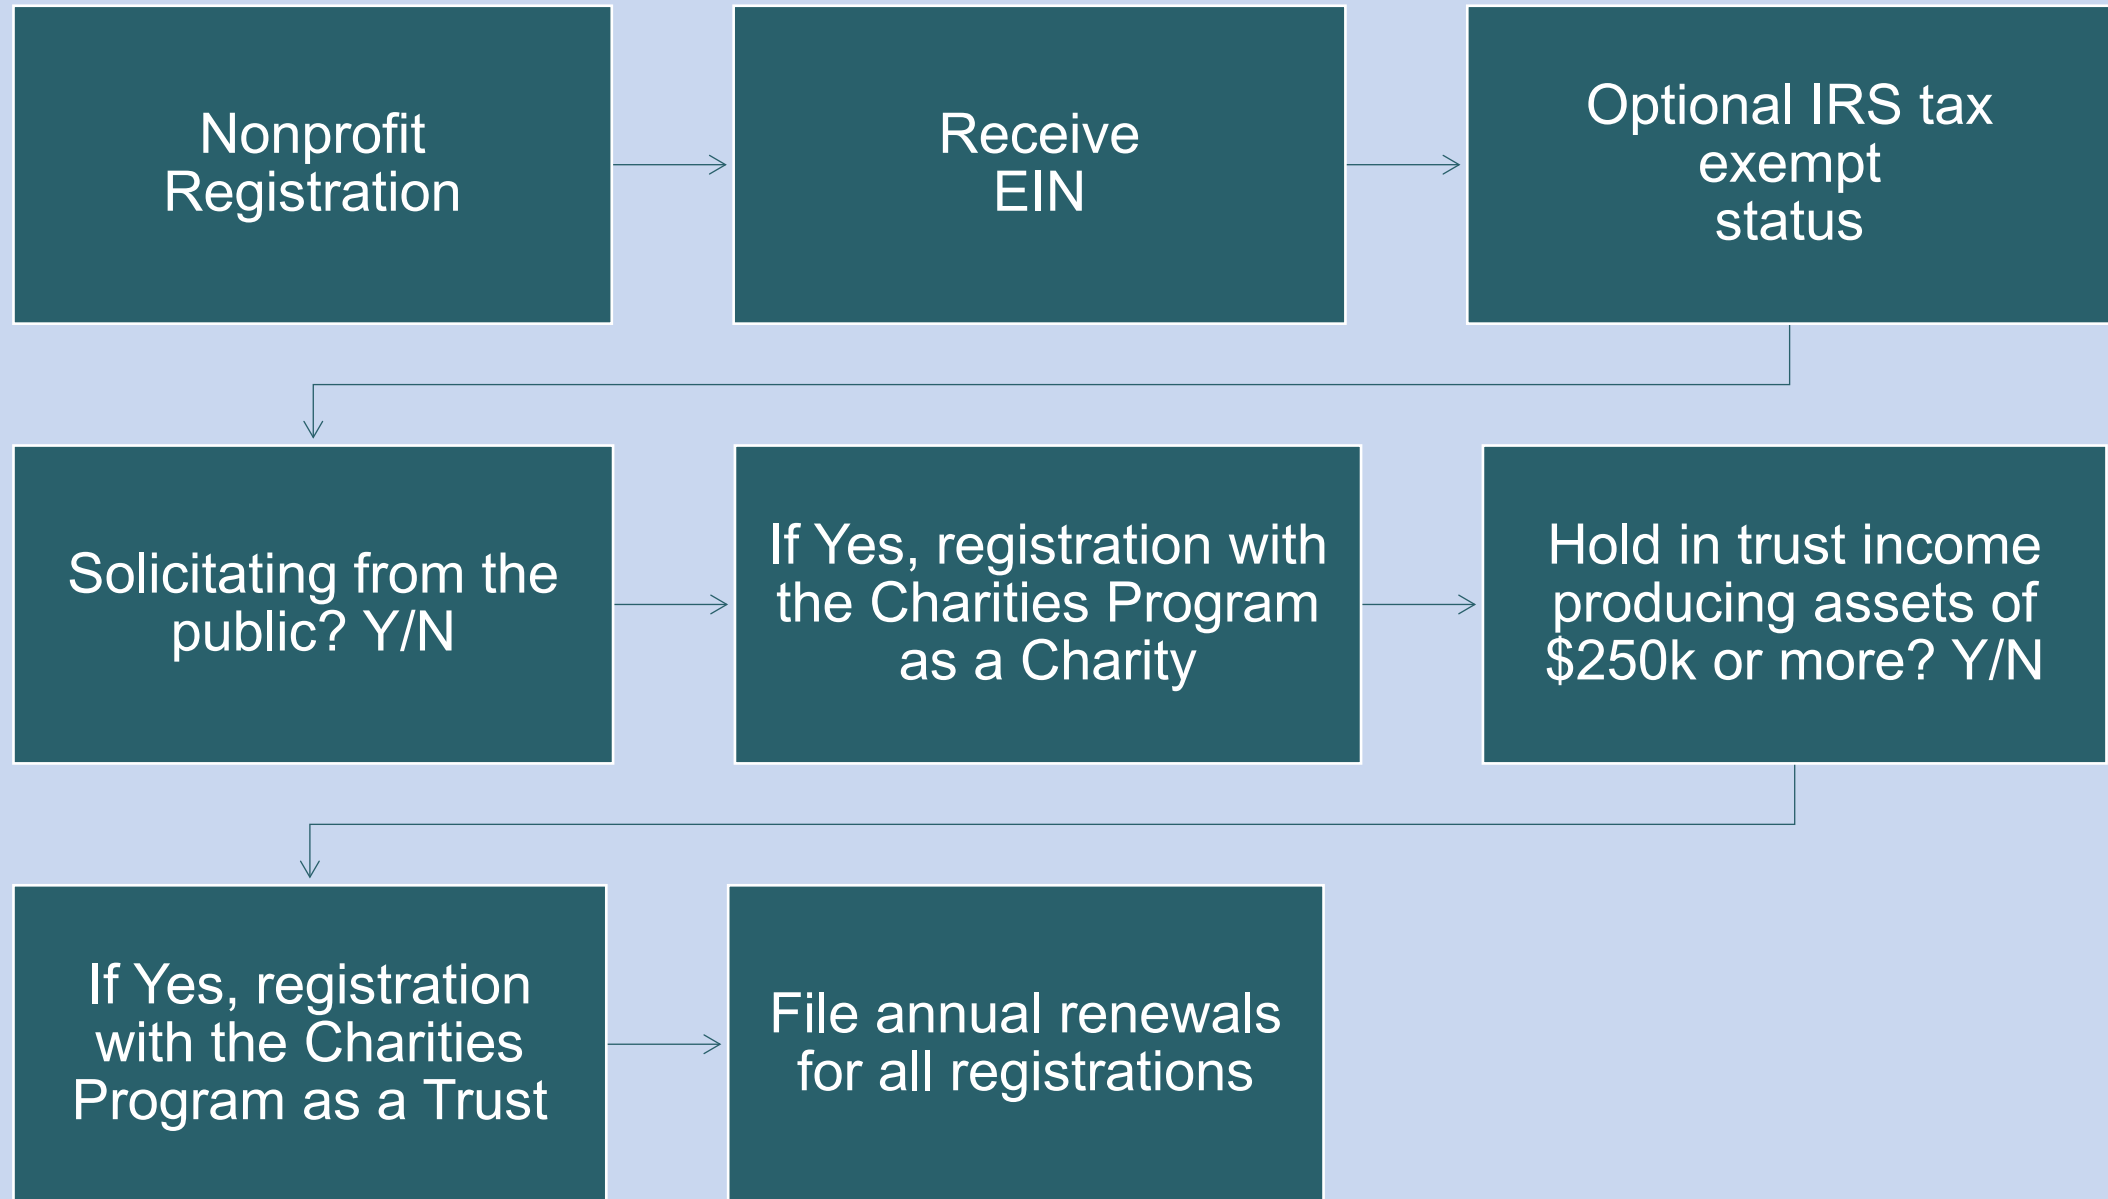 Nonprofit
Registration
Receive
EIN
Optional IRS tax
exempt
status
Solicitating from the
public? Y/N
If Yes, registration with
the Charities Program
as a Charity
Hold in trust income
producing assets of
$250k or more? Y/N
If Yes, registration
with the Charities
Program as a Trust
File annual renewals
for all registrations